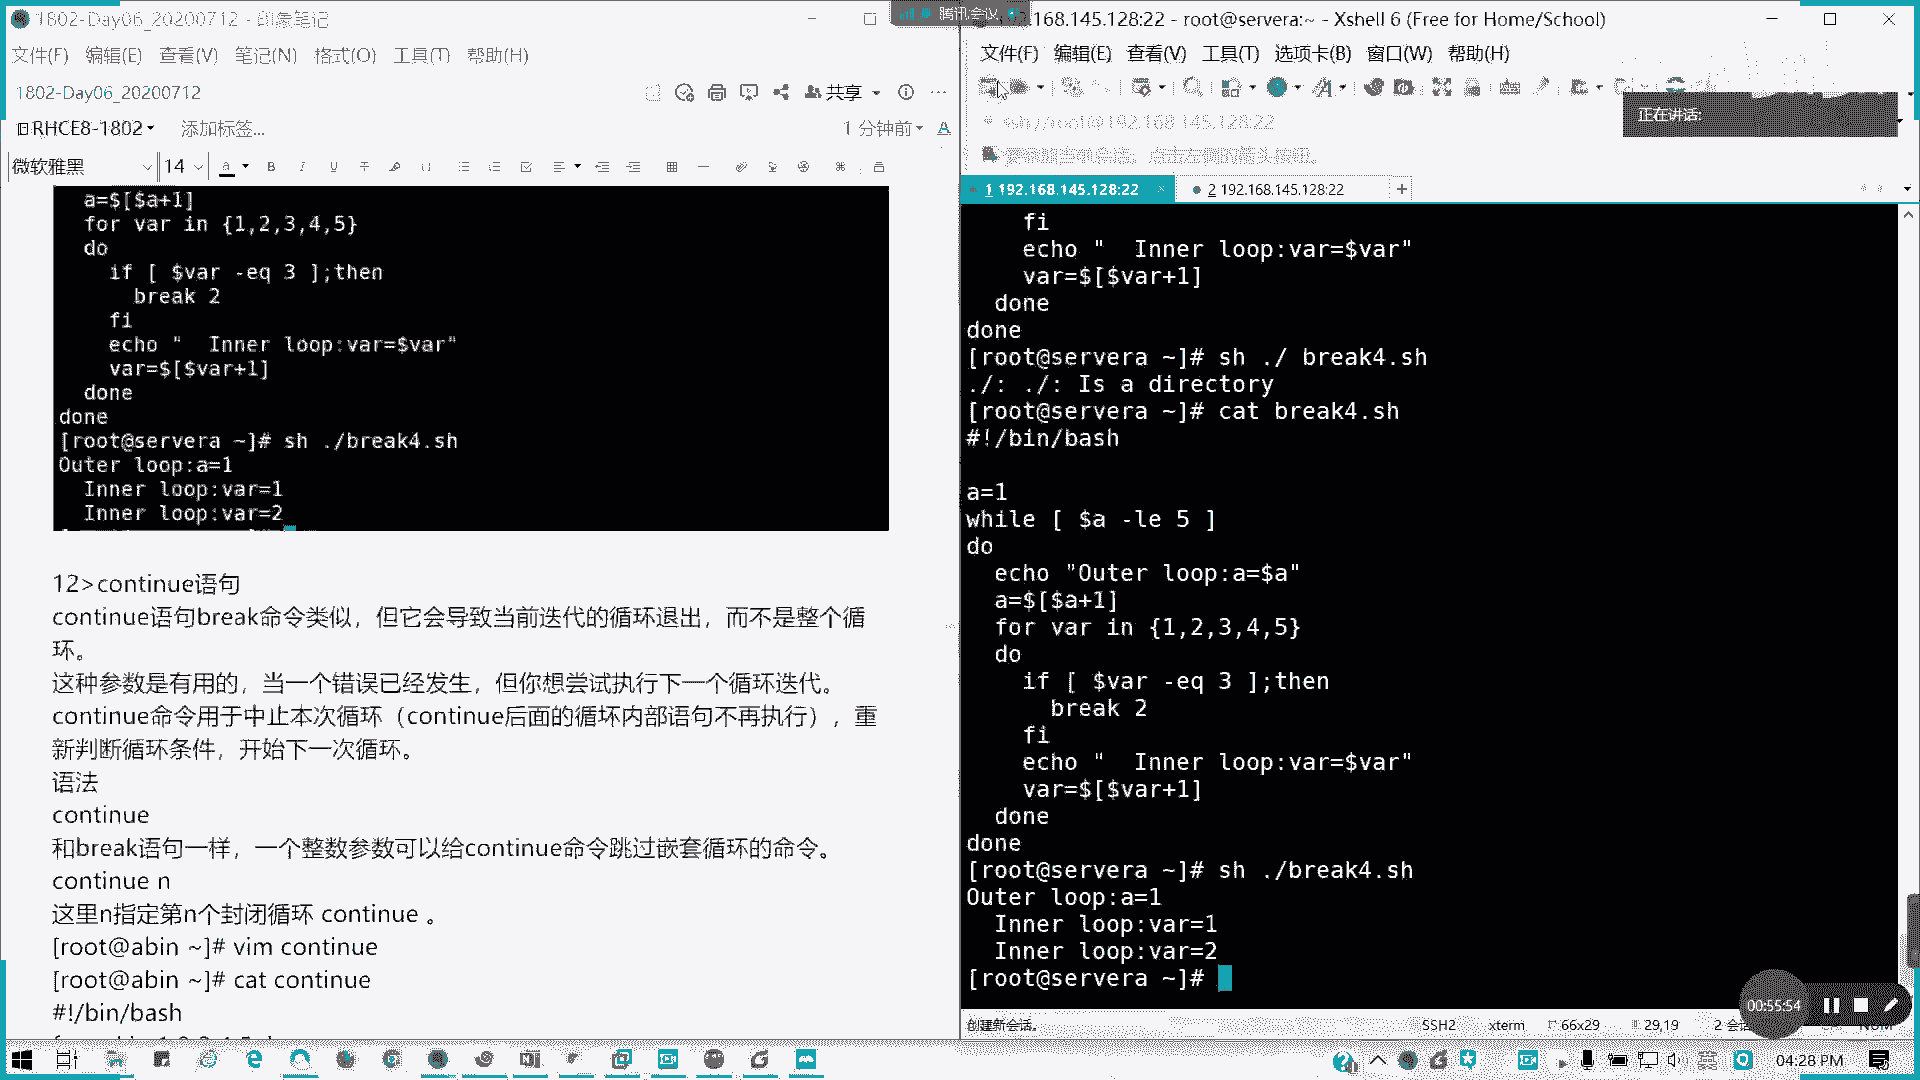 1802-Day06_20200712 - 印象笔记
文件(F) 编辑(E) 查看(V) 笔记(N) 格式(O) 工具(T) 帮助(H)
1802-Day06_20200712
共享
RHCE8-1802
添加标签...
1 分钟前
微软雅黑 14
a=$[$a+1]
for var in {1,2,3,4,5}
do
if [ $var -eq 3 ];then
break 2
fi
echo "  Inner loop:var=$var"
var=$[$var+1]
done
done
[root@servera ~]# sh ./break4.sh
Outer loop:a=1
Inner loop:var=1
Inner loop:var=2
12>continue语句
continue语句break命令类似，但它会导致当前迭代的循环退出，而不是整个循
环。
这种参数是有用的，当一个错误已经发生，但你想尝试执行下一个循环迭代。
continue命令用于中止本次循环（continue后面的循环内部语句不再执行），重
新判断循环条件，开始下一次循环。
语法
continue
和break语句一样，一个整数参数可以给continue命令跳过嵌套循环的命令。
continue n
这里n指定第n个封闭循环 continue 。
[root@abin ~]# vim continue
[root@abin ~]# cat continue
#!/bin/bash
腾讯会议
.168.145.128:22 - root@servera:~ - Xshell 6 (Free for Home/School)
文件(F) 编辑(E) 查看(V) 工具(T) 选项卡(B) 窗口(W) 帮助(H)
正在讲话:
ssh://root@192.168.145.128:22
要添加当前会话，点击左侧的箭头按钮。
1 192.168.145.128:22
2 192.168.145.128:22
fi
echo "  Inner loop:var=$var"
var=$[$var+1]
done
done
[root@servera ~]# sh ./ break4.sh
./: ./: Is a directory
[root@servera ~]# cat break4.sh
#!/bin/bash
a=1
while [ $a -le 5 ]
do
echo "Outer loop:a=$a"
a=$[$a+1]
for var in {1,2,3,4,5}
do
if [ $var -eq 3 ];then
break 2
fi
echo "  Inner loop:var=$var"
var=$[$var+1]
done
done
[root@servera ~]# sh ./break4.sh
Outer loop:a=1
Inner loop:var=1
Inner loop:var=2
[root@servera ~]#
00:55:54
创建新会话。
SSH2 xterm 66x29 29,19 2 会 NUM
英
04:28 PM